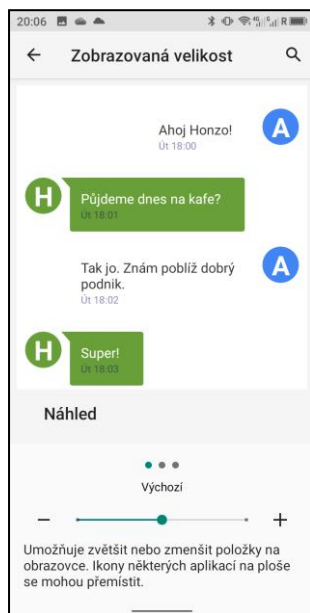 20:06
R
Zobrazovaná velikost
Ahoj Honzo!
Út 18:00
A
H
Půjdeme dnes na kafe?
Út 18:01
Tak jo. Znám poblíž dobrý
podnik.
Út 18:02
A
H
Super!
Út 18:03
Náhled
Výchozí
Umožňuje zvětšit nebo zmenšit položky na
obrazovce. Ikony některých aplikací na ploše
se mohou přemístit.